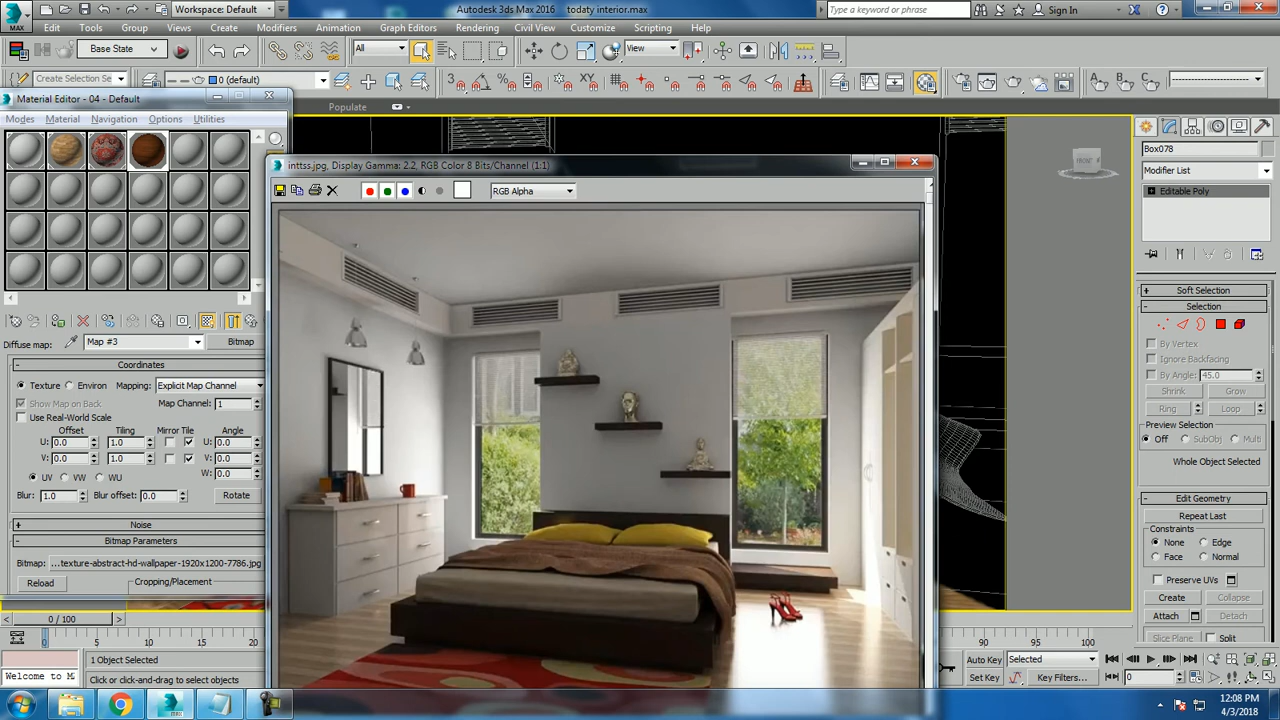 Workspace: Default
Autodesk 3ds Max 2016 todaty interior.max
Type a keyword or phrase
Sign In
MAX
Edit Tools Group Views Create Modifiers Animation Graph Editors Rendering Civil View Customize Scripting Help
Base State
All
View
Create Selection Se
0 (default)
Populate
Material Editor - 04 - Default
Modes Material Navigation Options Utilities
inttss.jpg, Display Gamma: 2.2, RGB Color 8 Bits/Channel (1:1)
RGB Alpha
FRONT
Box078
Modifier List
Editable Poly
Diffuse map: Map #3 Bitmap
Coordinates
Texture Environ Mapping: Explicit Map Channel
Show Map on Back Map Channel: 1
Use Real-World Scale
Offset Tiling Mirror Tile Angle
U: 0.0 1.0 U: 0.0
V: 0.0 1.0 V: 0.0
W: 0.0
UV VW WU
Blur: 1.0 Blur offset: 0.0 Rotate
Noise
Bitmap Parameters
Bitmap: ...texture-abstract-hd-wallpaper-1920x1200-7786.jpg
Reload
Cropping/Placement
Soft Selection
Selection
By Vertex
Ignore Backfacing
By Angle: 45.0
Shrink Grow
Ring Loop
Preview Selection
Off SubObj Multi
Whole Object Selected
Edit Geometry
Repeat Last
Constraints
None Edge
Face Normal
Preserve UVs
Create Collapse
Attach Detach
Slice Plane Split
0 / 100
0 10 15 20 25 30 90 95 100
1 Object Selected
Welcome to M
Click or click-and-drag to select objects
Auto Key Selected
Set Key Key Filters...
0
12:08 PM
4/3/2018